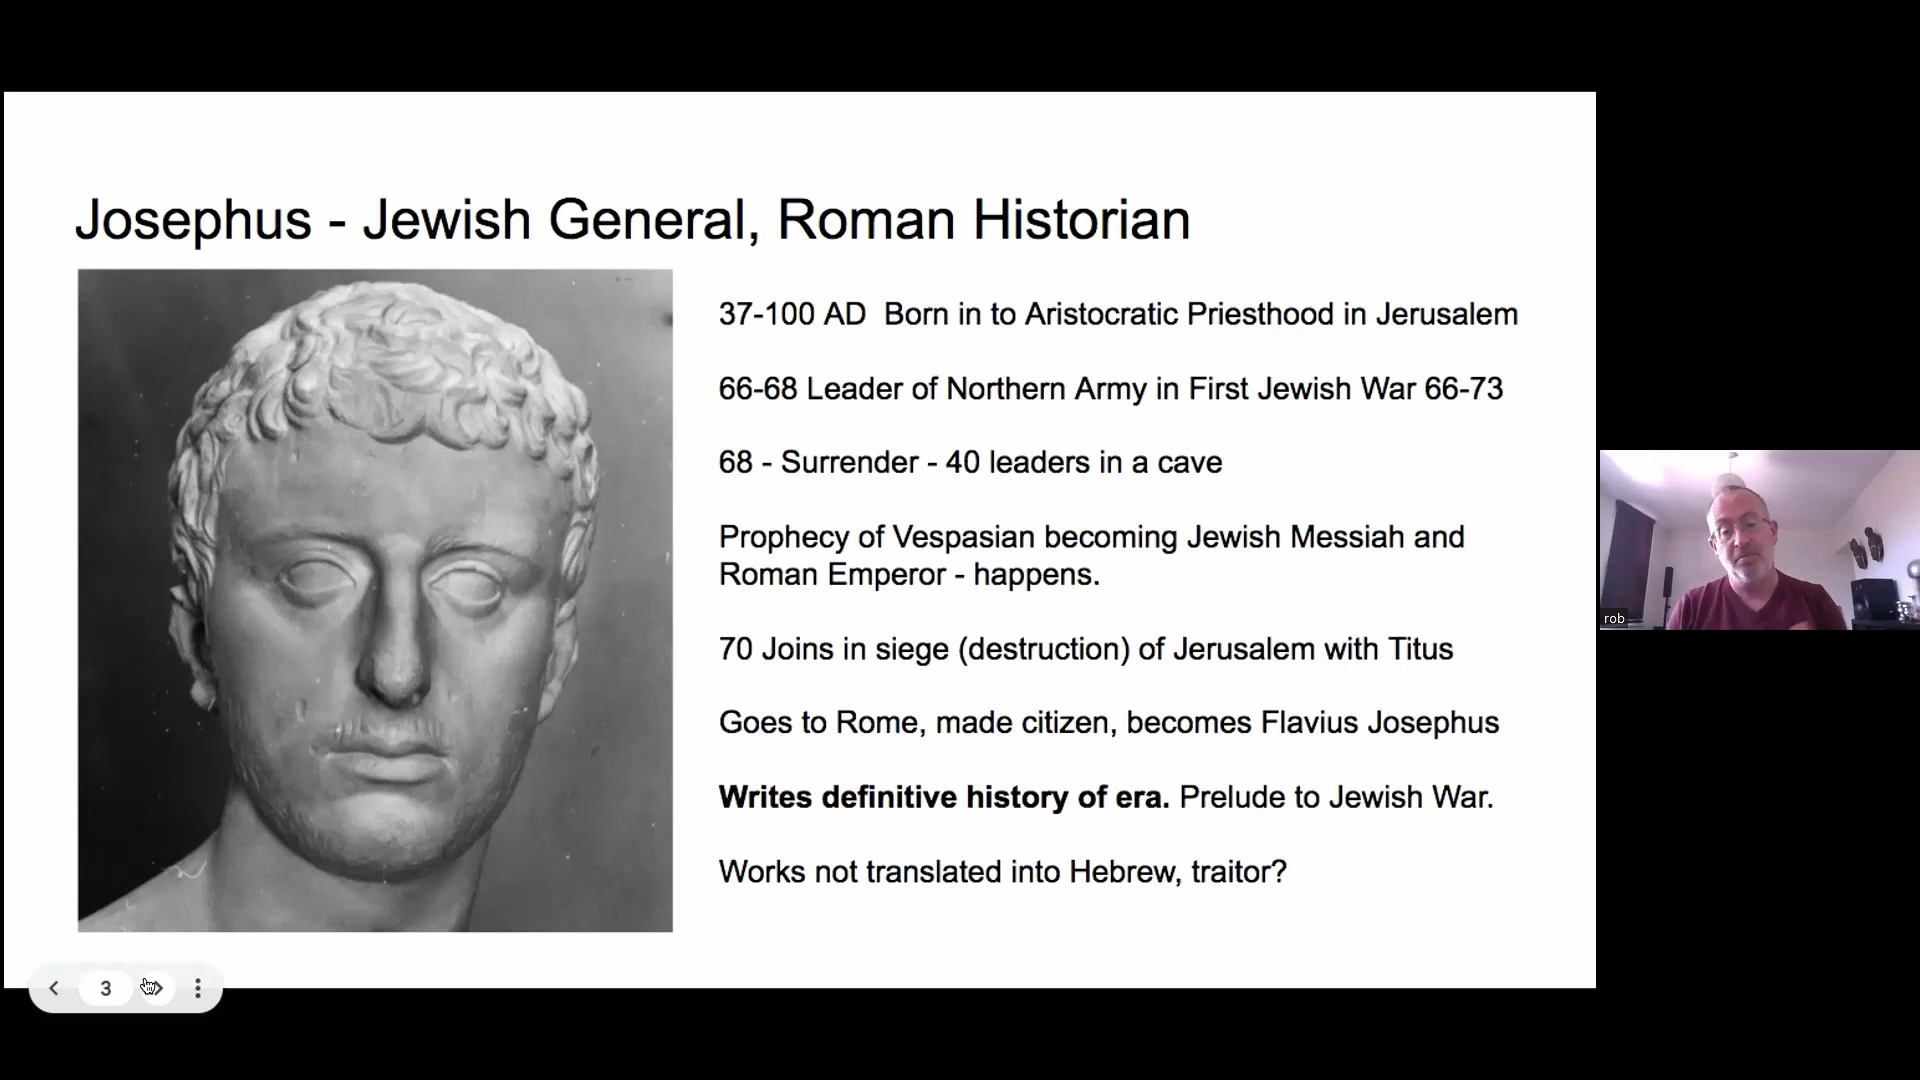 Josephus - Jewish General, Roman Historian
37-100 AD  Born in to Aristocratic Priesthood in Jerusalem
66-68 Leader of Northern Army in First Jewish War 66-73
68 - Surrender - 40 leaders in a cave
Prophecy of Vespasian becoming Jewish Messiah and
Roman Emperor - happens.
70 Joins in siege (destruction) of Jerusalem with Titus
Goes to Rome, made citizen, becomes Flavius Josephus
Writes definitive history of era. Prelude to Jewish War.
Works not translated into Hebrew, traitor?
rob
3